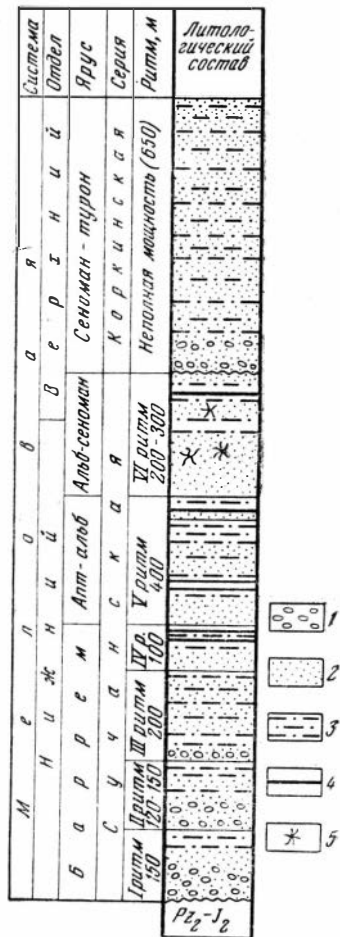 Система
Отдел
Ярус
Серия
Ритм, м
Литоло-
гический
состав
Меловая
Верхний
Нижний
Сеноман - турон
Альб-сеноман
Апт-альб
Баррем
Коркинская
Сучанская
Неполная мощность (650)
VI ритм
200-300
V ритм
400
IV р.
100
III ритм
200
II ритм
120-150
I ритм
150
Pz₂-J₂
1
2
3
4
5